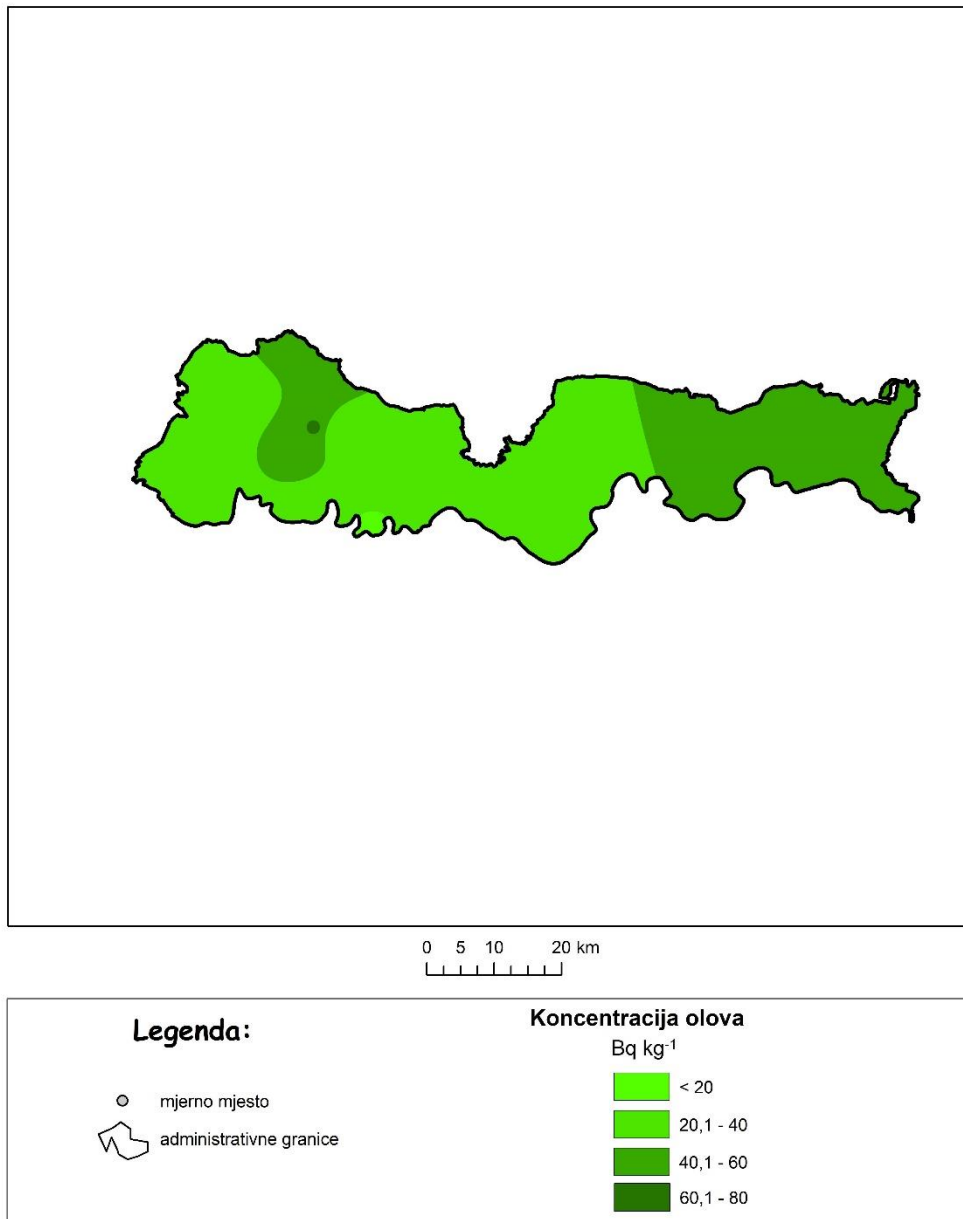 0 5 10 20 km
Legenda:
mjerno mjesto
administrativne granice
Koncentracija olova
Bq kg⁻¹
< 20
20,1 - 40
40,1 - 60
60,1 - 80